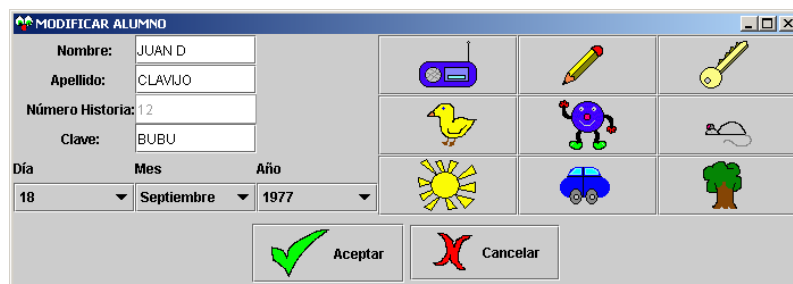 MODIFICAR ALUMNO
Nombre: JUAN D
Apellido: CLAVIJO
Número Historia: 12
Clave: BUBU
Día Mes Año
18 Septiembre 1977
Aceptar Cancelar